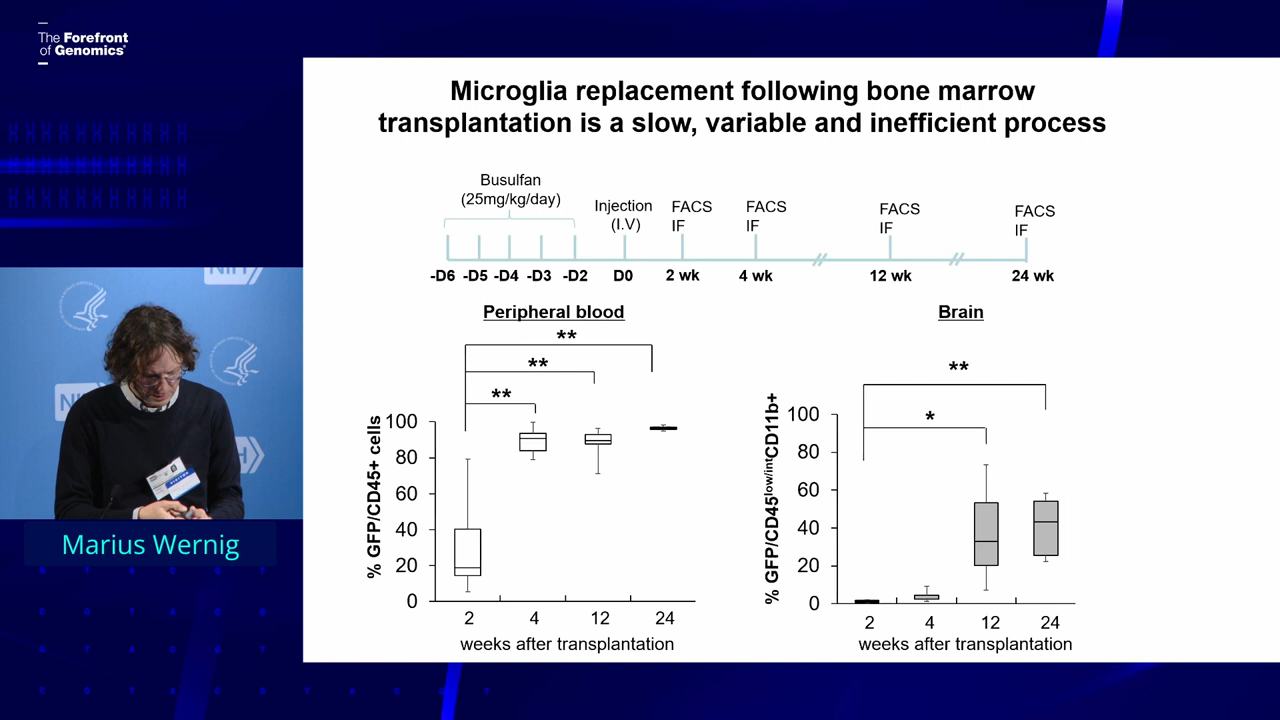 The Forefront
of Genomics
Microglia replacement following bone marrow
transplantation is a slow, variable and inefficient process
Busulfan
(25mg/kg/day)
Injection
(I.V)
FACS
IF
FACS
IF
FACS
IF
FACS
IF
-D6 -D5 -D4 -D3 -D2 D0 2 wk 4 wk 12 wk 24 wk
Peripheral blood
**
**
**
% GFP/CD45+ cells
100
80
60
40
20
0
2 4 12 24
weeks after transplantation
Brain
**
*
% GFP/CD45low/intCD11b+
100
80
60
40
20
0
2 4 12 24
weeks after transplantation
NIH
Marius Wernig